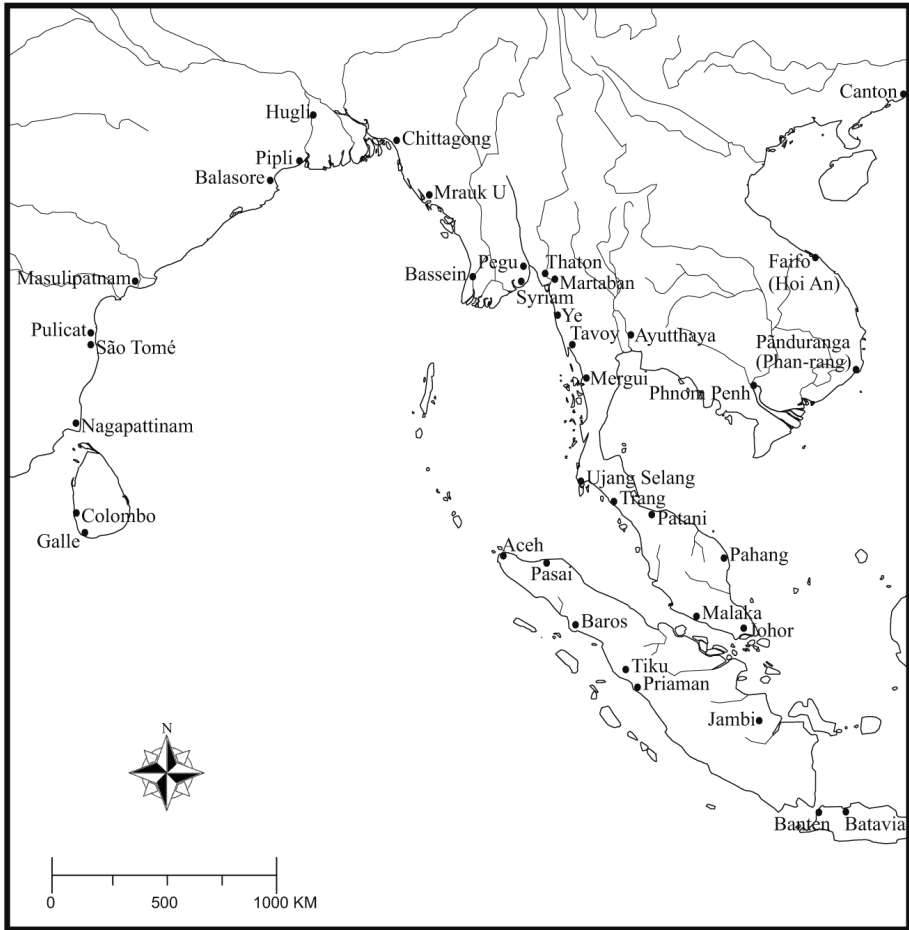 Canton
Hugli
Chittagong
Pipli
Balasore
Mrauk U
Faifo
(Hoi An)
Pegu
Thaton
Bassein
Martaban
Masulipatnam
Syriam
Ye
Pulicat
Tavoy
Ayutthaya
São Tomé
Pãnduranga
(Phan-rang)
Mergui
Phnom Penh
Nagapattinam
Ujang Selang
Trang
Colombo
Patani
Galle
Aceh
Pahang
Pasai
Malaka
Baros
Johor
Tiku
Priaman
Jambi
N
Banten
Batavia
0 500 1000 KM